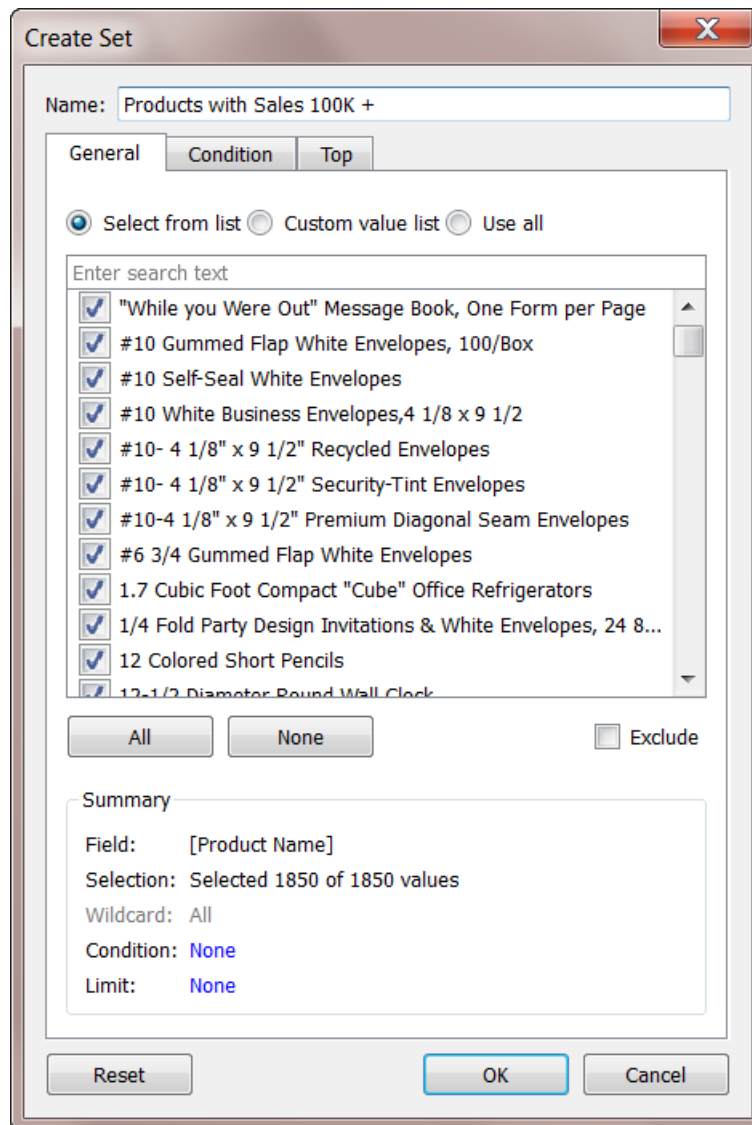 Create Set
Name: Products with Sales 100K +
General Condition Top
Select from list Custom value list Use all
Enter search text
"While you Were Out" Message Book, One Form per Page
#10 Gummed Flap White Envelopes, 100/Box
#10 Self-Seal White Envelopes
#10 White Business Envelopes,4 1/8 x 9 1/2
#10- 4 1/8" x 9 1/2" Recycled Envelopes
#10- 4 1/8" x 9 1/2" Security-Tint Envelopes
#10-4 1/8" x 9 1/2" Premium Diagonal Seam Envelopes
#6 3/4 Gummed Flap White Envelopes
1.7 Cubic Foot Compact "Cube" Office Refrigerators
1/4 Fold Party Design Invitations & White Envelopes, 24 8...
12 Colored Short Pencils
12-1/2 Diameter Round Wall Clock
All None Exclude
Summary
Field: [Product Name]
Selection: Selected 1850 of 1850 values
Wildcard: All
Condition: None
Limit: None
Reset OK Cancel